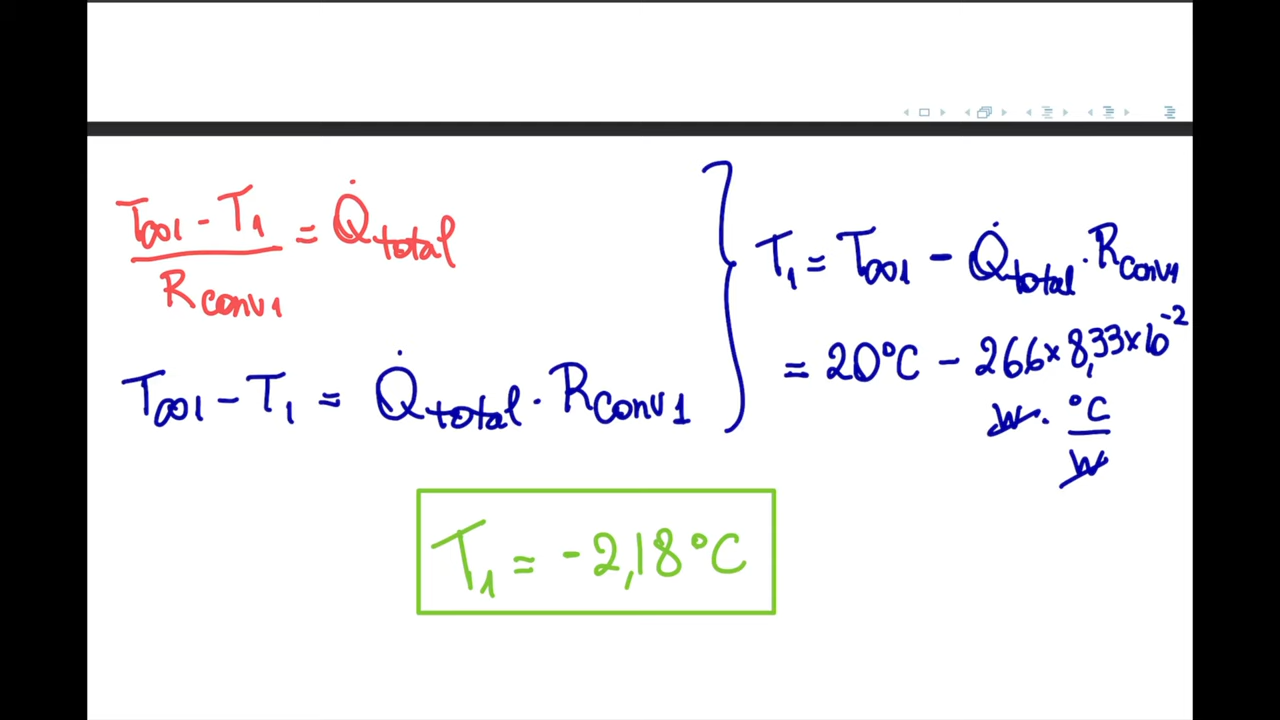 T∞1 - T1
――――― = Q̇total
Rconv1
T∞1 - T1 = Q̇total · Rconv1
T1 = T∞1 - Q̇total · Rconv1
= 20°C - 266 × 8,33 × 10⁻²
W · °C
―
W
T1 = -2,18°C